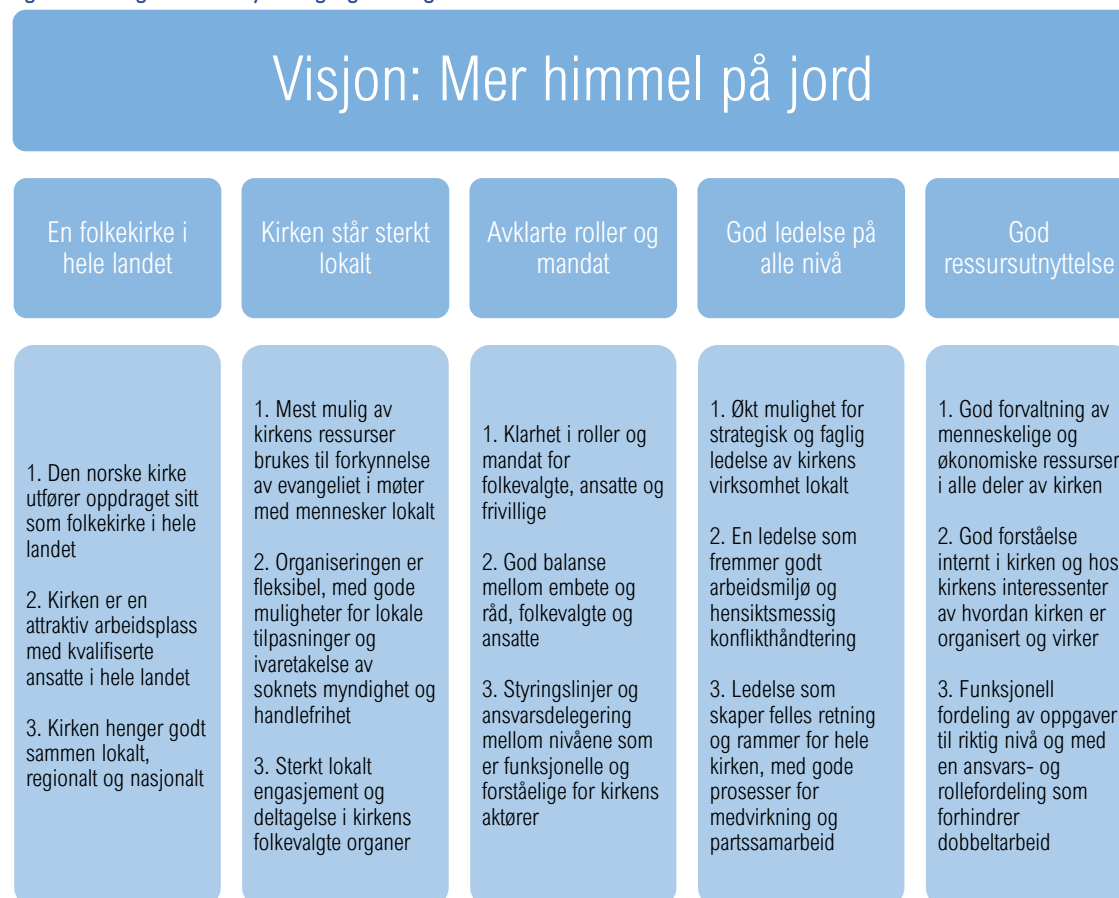 Visjon: Mer himmel på jord
En folkekirke i
hele landet
Kirken står sterkt
lokalt
Avklarte roller og
mandat
God ledelse på
alle nivå
God
ressursutnyttelse
1. Den norske kirke
utfører oppdraget sitt
som folkekirke i hele
landet
2. Kirken er en
attraktiv arbeidsplass
med kvalifiserte
ansatte i hele landet
3. Kirken henger godt
sammen lokalt,
regionalt og nasjonalt
1. Mest mulig av
kirkens ressurser
brukes til forkynnelse
av evangeliet i møter
med mennesker lokalt
2. Organiseringen er
fleksibel, med gode
muligheter for lokale
tilpasninger og
ivaretakelse av
soknets myndighet og
handlefrihet
3. Sterkt lokalt
engasjement og
deltagelse i kirkens
folkevalgte organer
1. Klarhet i roller og
mandat for
folkevalgte, ansatte og
frivillige
2. God balanse
mellom embete og
råd, folkevalgte og
ansatte
3. Styringslinjer og
ansvarsdelegering
mellom nivåene som
er funksjonelle og
forståelige for kirkens
aktører
1. Økt mulighet for
strategisk og faglig
ledelse av kirkens
virksomhet lokalt
2. En ledelse som
fremmer godt
arbeidsmiljø og
hensiktsmessig
konflikthåndtering
3. Ledelse som
skaper felles retning
og rammer for hele
kirken, med gode
prosesser for
medvirkning og
partssamarbeid
1. God forvaltning av
menneskelige og
økonomiske ressurser
i alle deler av kirken
2. God forståelse
internt i kirken og hos
kirkens interessenter
av hvordan kirken er
organisert og virker
3. Funksjonell
fordeling av oppgaver
til riktig nivå og med
en ansvars- og
rollefordeling som
forhindrer
dobbeltarbeid